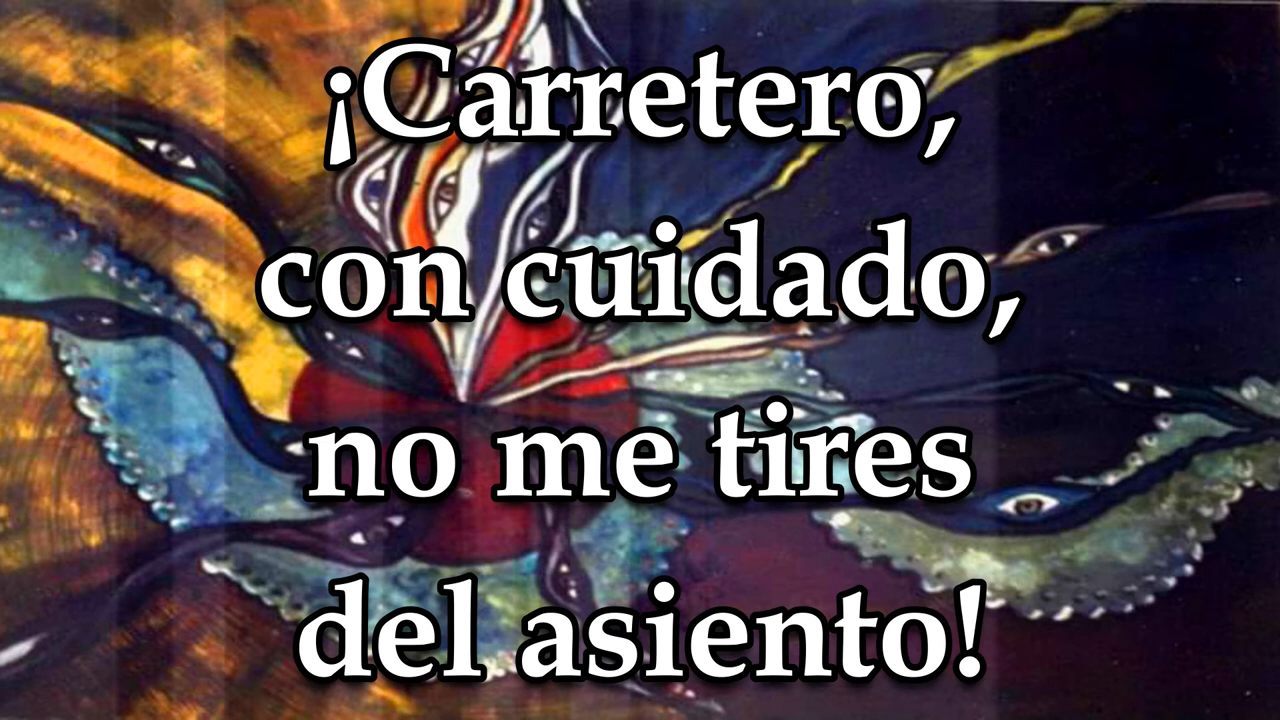 ¡Carretero,
con cuidado,
no me tires
del asiento!